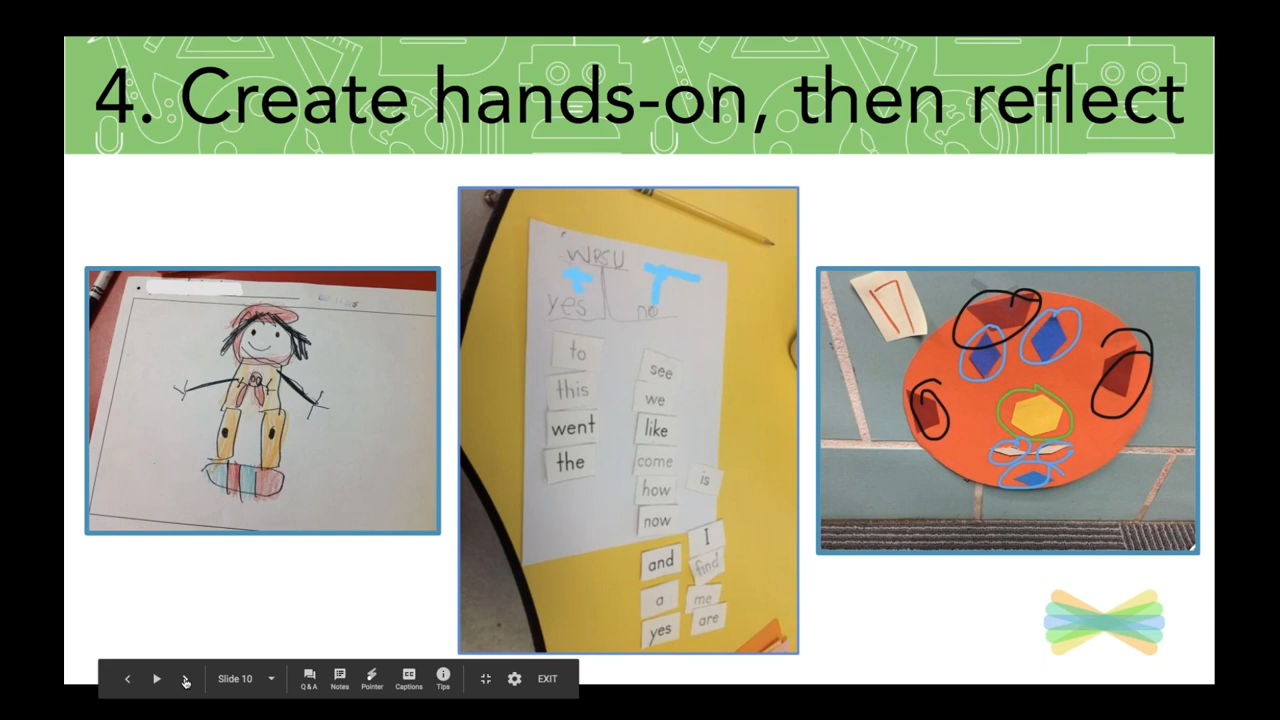 4. Create hands-on, then reflect
yes
no
to
this
went
the
see
we
like
come
how
now
is
I
and
find
a
me
yes
are
Slide 10
Q & A
Notes
Pointer
Captions
CC
Tips
EXIT